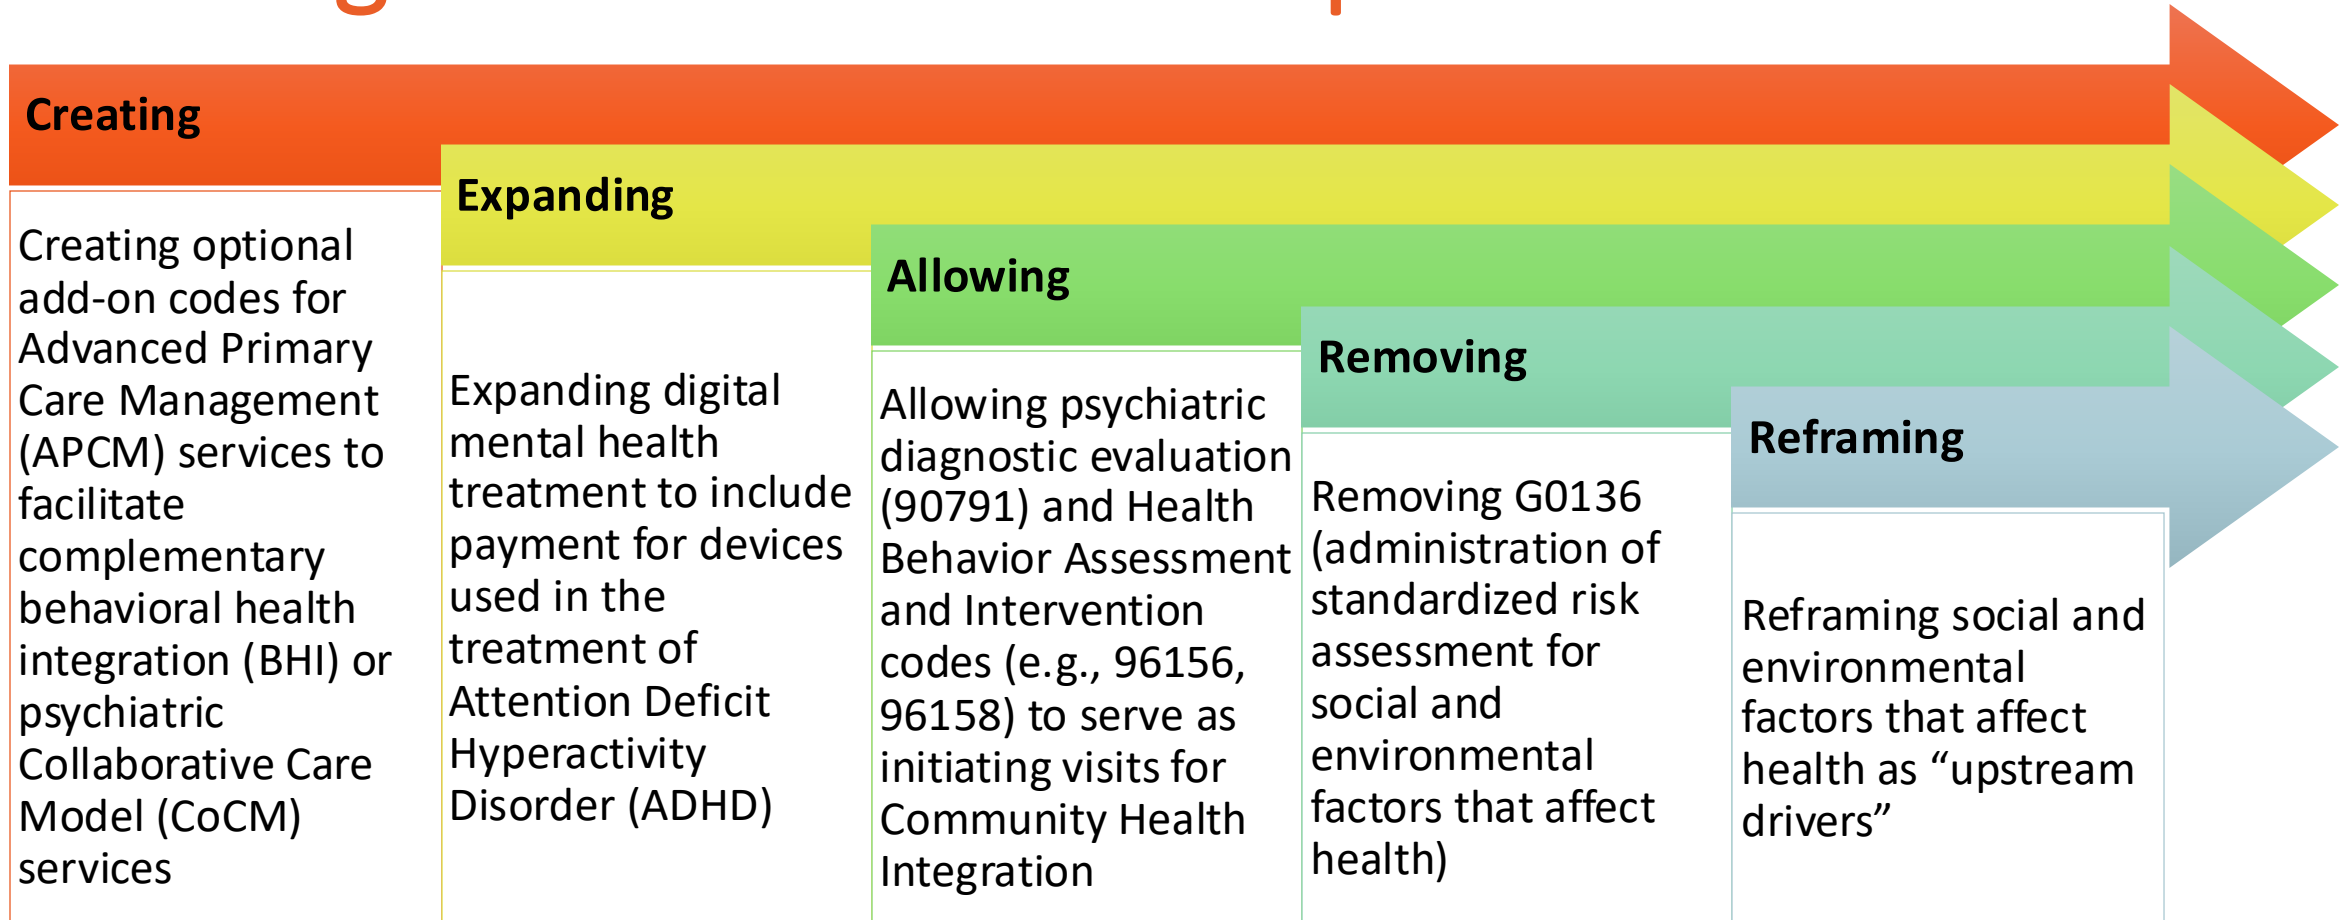 Creating
Creating optional
add-on codes for
Advanced Primary
Care Management
(APCM) services to
facilitate
complementary
behavioral health
integration (BHI) or
psychiatric
Collaborative Care
Model (CoCM)
services
Expanding
Expanding digital
mental health
treatment to include
payment for devices
used in the
treatment of
Attention Deficit
Hyperactivity
Disorder (ADHD)
Allowing
Allowing psychiatric
diagnostic evaluation
(90791) and Health
Behavior Assessment
and Intervention
codes (e.g., 96156,
96158) to serve as
initiating visits for
Community Health
Integration
Removing
Removing G0136
(administration of
standardized risk
assessment for
social and
environmental
factors that affect
health)
Reframing
Reframing social and
environmental
factors that affect
health as “upstream
drivers”